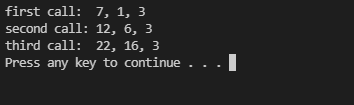 first call:  7, 1, 3
second call: 12, 6, 3
third call:  22, 16, 3
Press any key to continue . . .